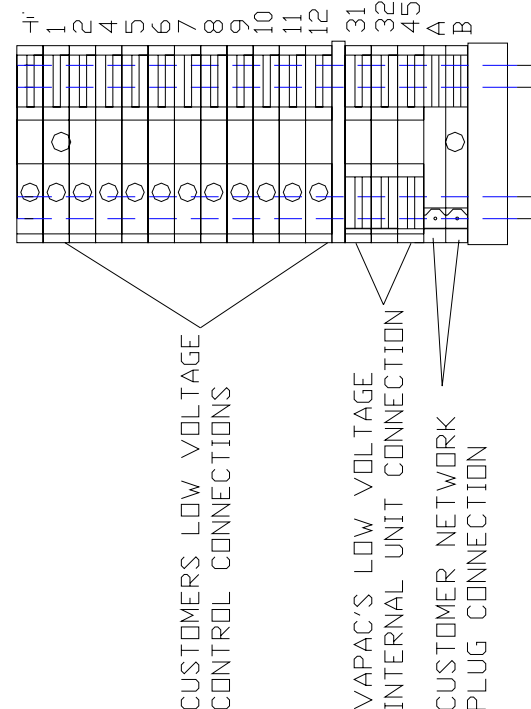 1 2 4 5 6 7 8 9 10 11 12 31 32 45 A B
CUSTOMERS LOW VOLTAGE
CONTROL CONNECTIONS
VAPAC'S LOW VOLTAGE
INTERNAL UNIT CONNECTION
CUSTOMER NETWORK
PLUG CONNECTION